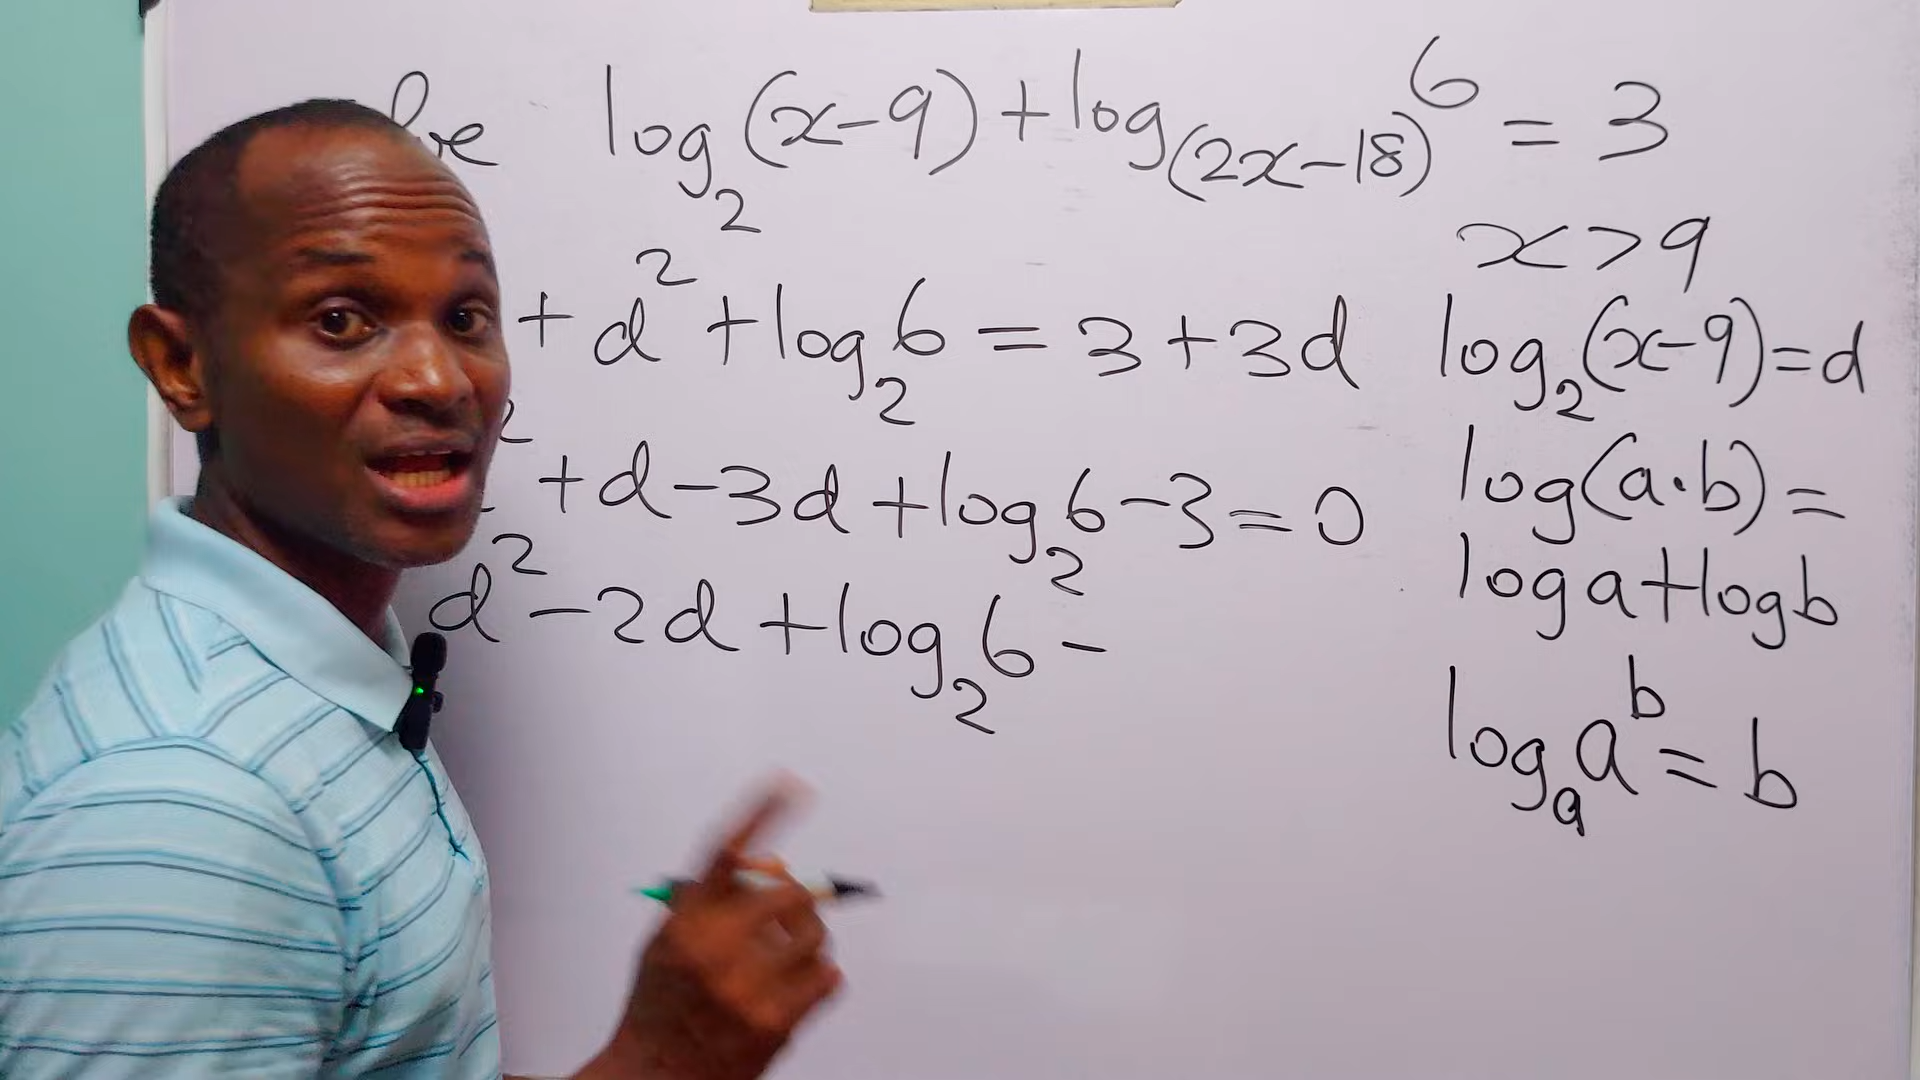 log₂(x-9) + log₍₂ₓ₋₁₈₎6 = 3
x > 9
+ d² + log₂6 = 3 + 3d
log₂(x-9) = d
² + d - 3d + log₂6 - 3 = 0
log(a·b) =
log a + log b
d² - 2d + log₂6 -
logₐaᵇ = b